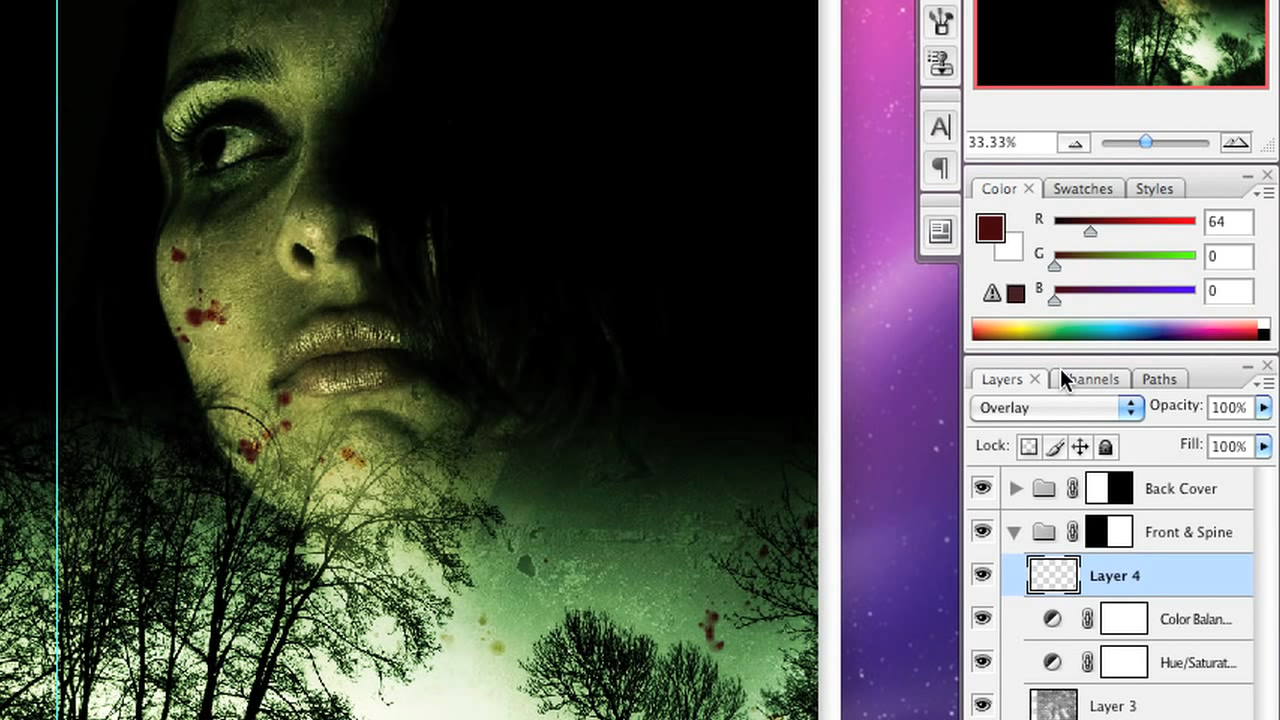 A
33.33%
Color Swatches Styles
R 64
G 0
B 0
Layers Channels Paths
Overlay Opacity: 100%
Lock: Fill: 100%
Back Cover
Front & Spine
Layer 4
Color Balan...
Hue/Saturat...
Layer 3